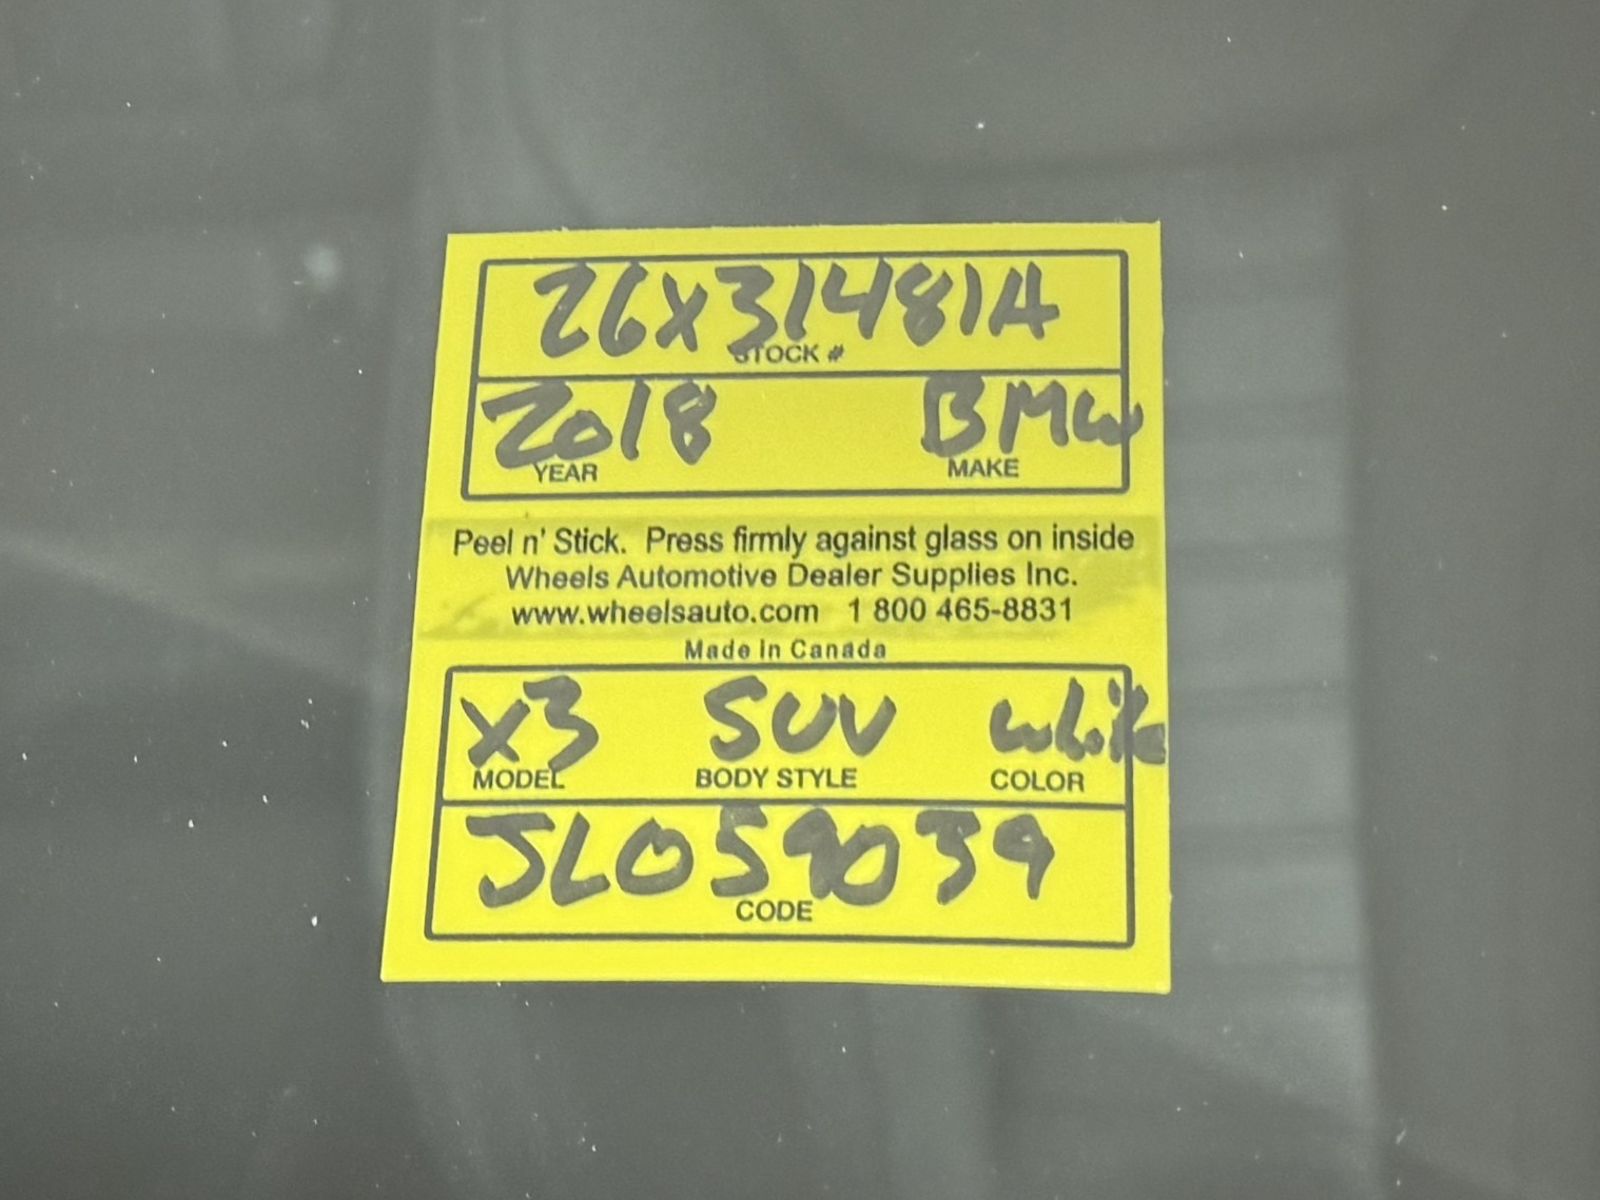 26X31481A
STOCK #
2018 BMW
YEAR MAKE
Peel n' Stick. Press firmly against glass on inside
Wheels Automotive Dealer Supplies Inc.
www.wheelsauto.com 1 800 465-8831
Made in Canada
X3 SUV white
MODEL BODY STYLE COLOR
JL059039
CODE